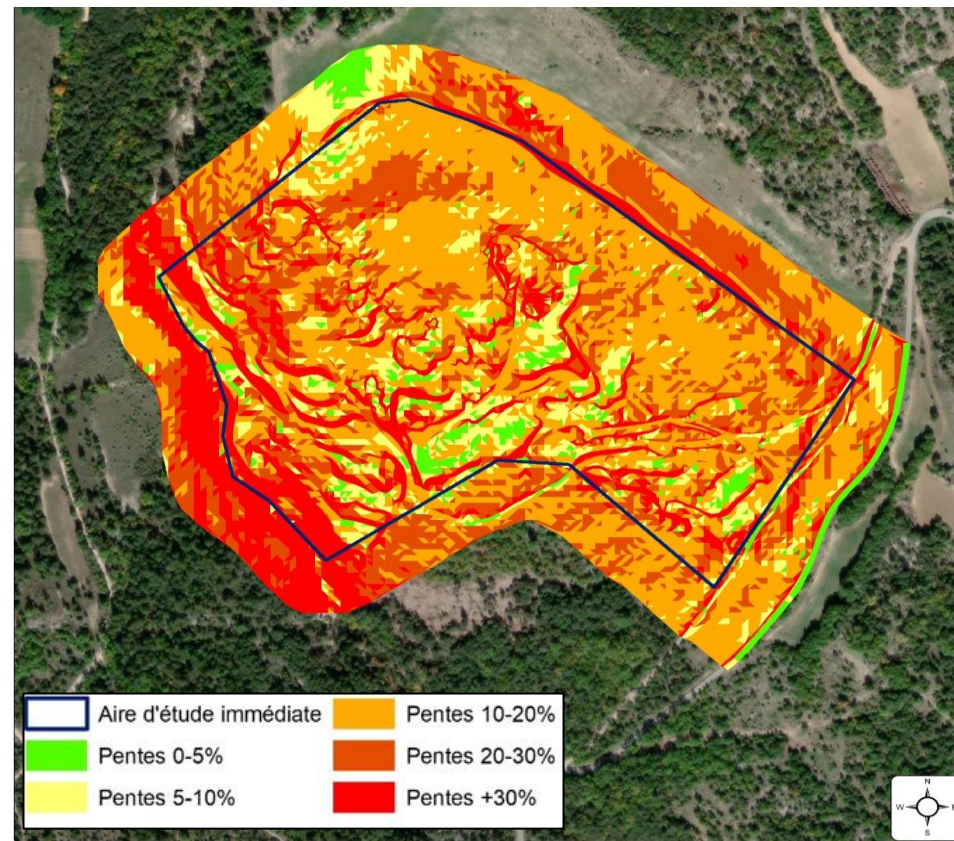 Aire d'étude immédiate
Pentes 0-5%
Pentes 5-10%
Pentes 10-20%
Pentes 20-30%
Pentes +30%
N
W E
S